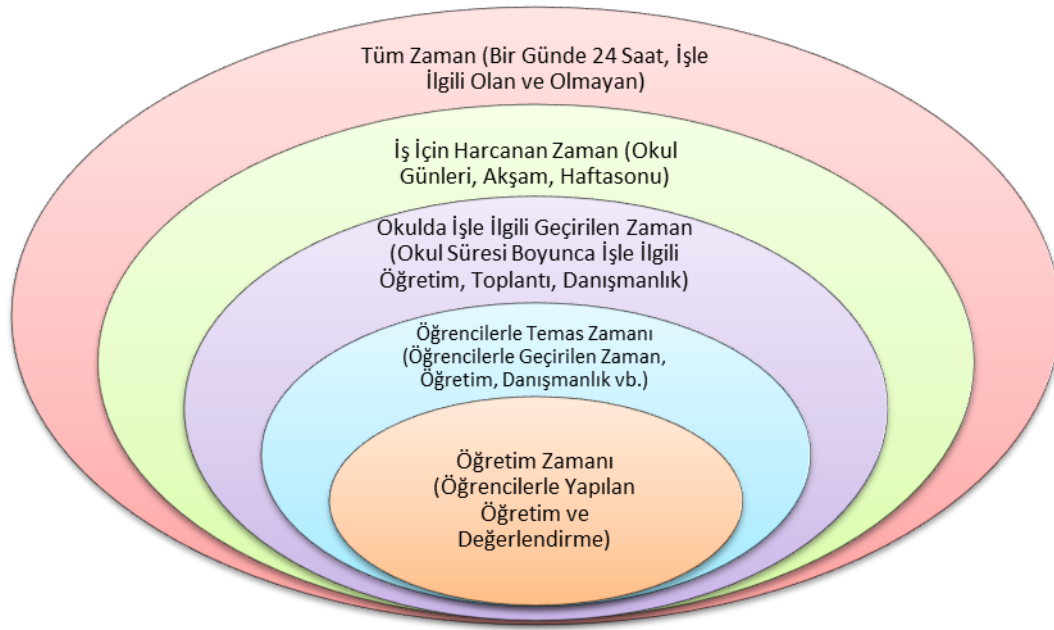 Tüm Zaman (Bir Günde 24 Saat, İşle
İlgili Olan ve Olmayan)
İş İçin Harcanan Zaman (Okul
Günleri, Akşam, Haftasonu)
Okulda İşle İlgili Geçirilen Zaman
(Okul Süresi Boyunca İşle İlgili
Öğretim, Toplantı, Danışmanlık)
Öğrencilerle Temas Zamanı
(Öğrencilerle Geçirilen Zaman,
Öğretim, Danışmanlık vb.)
Öğretim Zamanı
(Öğrencilerle Yapılan
Öğretim ve
Değerlendirme)